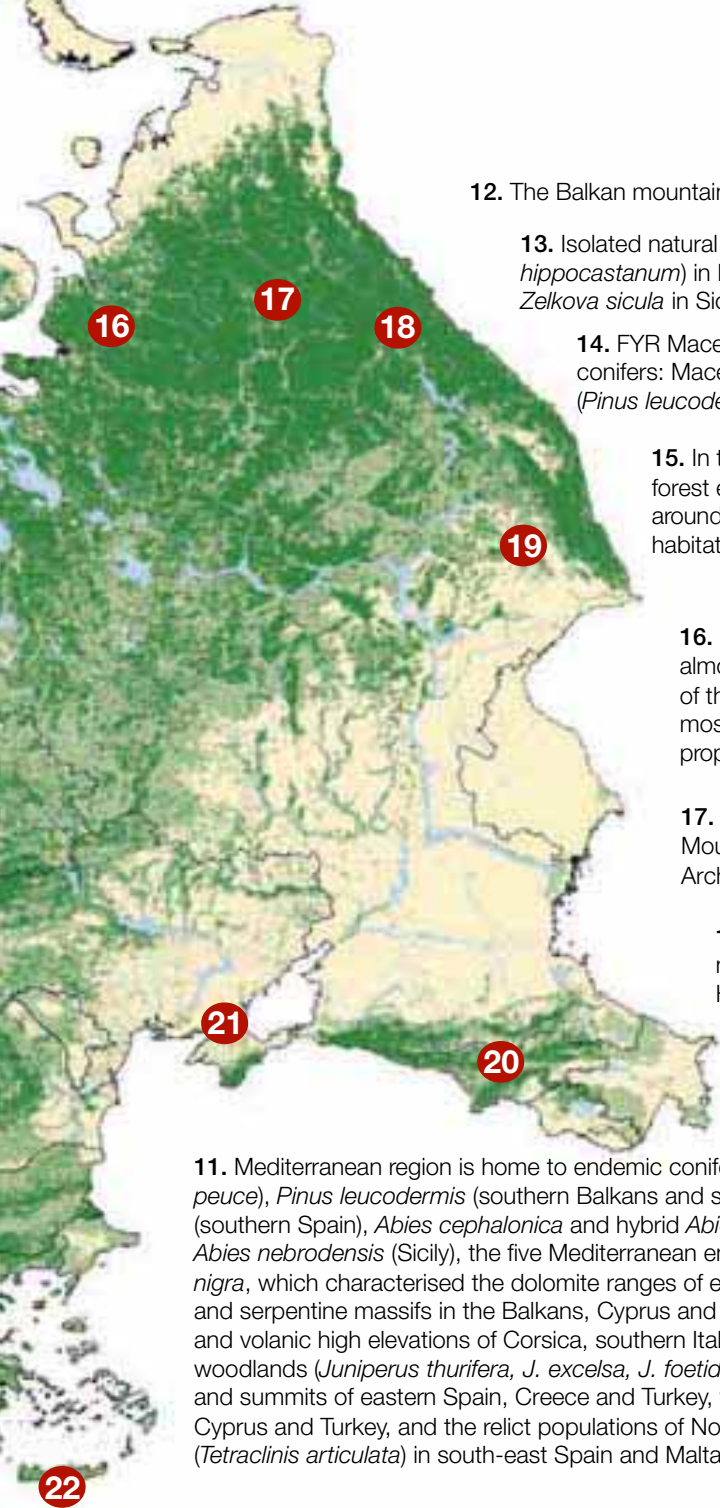 12. The Balkan mountain
13. Isolated natural
hippocastanum) in
Zelkova sicula in Sic
14. FYR Mace
conifers: Mace
(Pinus leucode
15. In t
forest e
around
habitat
16.
almo
of th
mos
prop
17.
Mou
Arch
16
17
18
19
21
20
11. Mediterranean region is home to endemic conife
peuce), Pinus leucodermis (southern Balkans and s
(southern Spain), Abies cephalonica and hybrid Abi
Abies nebrodensis (Sicily), the five Mediterranean en
nigra, which characterised the dolomite ranges of e
and serpentine massifs in the Balkans, Cyprus and
and volanic high elevations of Corsica, southern Ital
woodlands (Juniperus thurifera, J. excelsa, J. foetid
and summits of eastern Spain, Greece and Turkey,
Cyprus and Turkey, and the relict populations of No
(Tetraclinis articulata) in south-east Spain and Malta
22